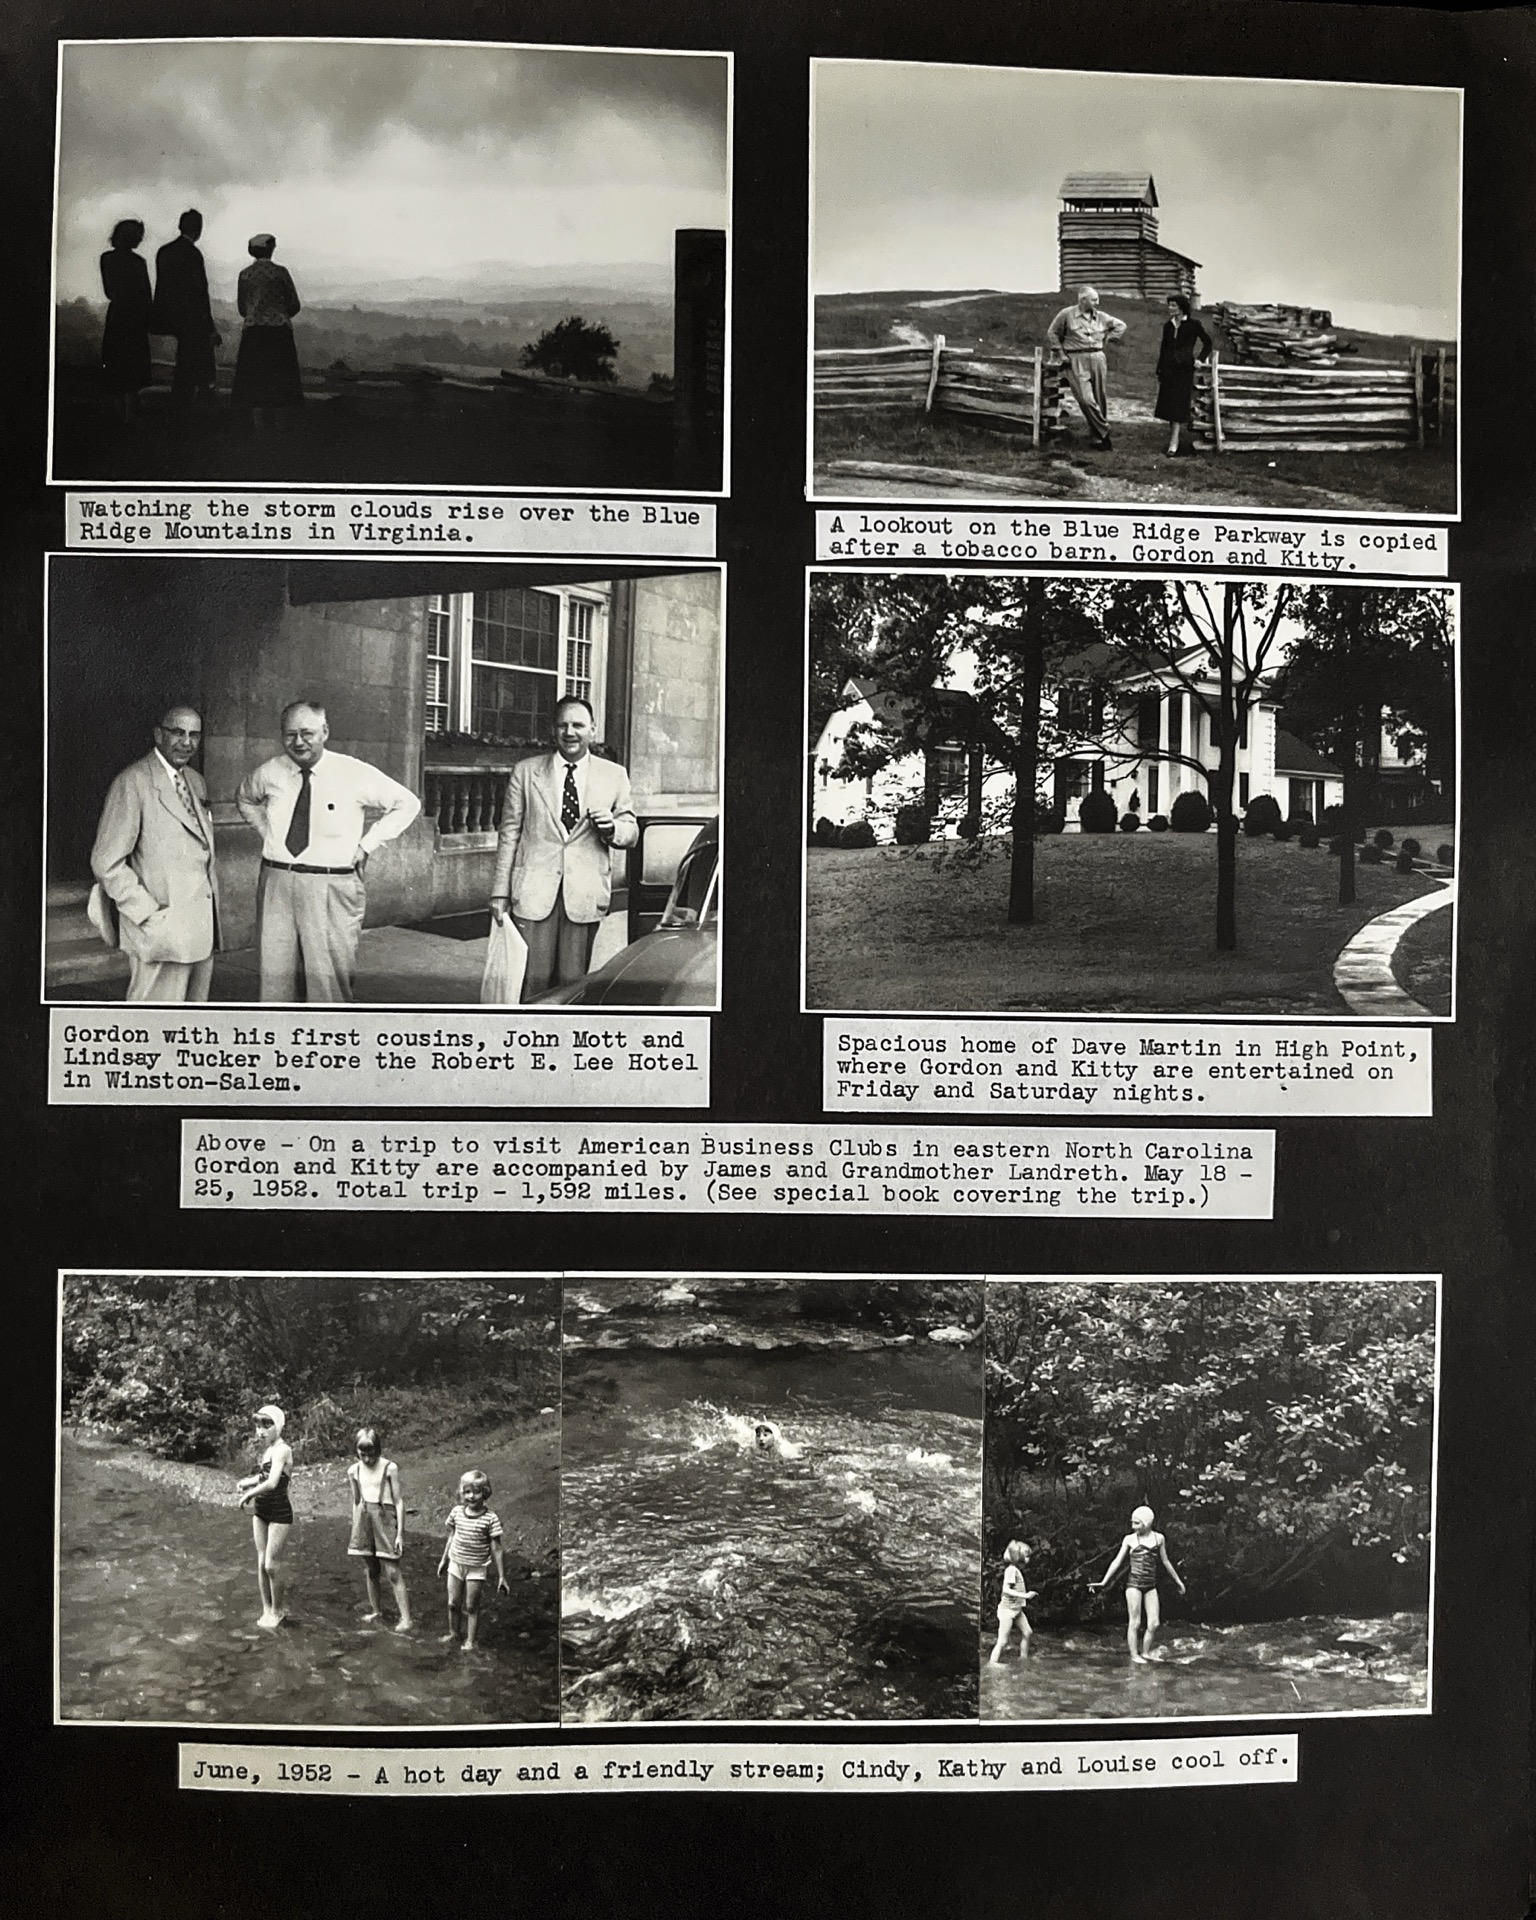 Watching the storm clouds rise over the Blue
Ridge Mountains in Virginia.
A lookout on the Blue Ridge Parkway is copied
after a tobacco barn. Gordon and Kitty.
Gordon with his first cousins, John Mott and
Lindsay Tucker before the Robert E. Lee Hotel
in Winston-Salem.
Spacious home of Dave Martin in High Point,
where Gordon and Kitty are entertained on
Friday and Saturday nights.
Above - On a trip to visit American Business Clubs in eastern North Carolina
Gordon and Kitty are accompanied by James and Grandmother Landreth. May 18 -
25, 1952. Total trip - 1,592 miles. (See special book covering the trip.)
June, 1952 - A hot day and a friendly stream; Cindy, Kathy and Louise cool off.